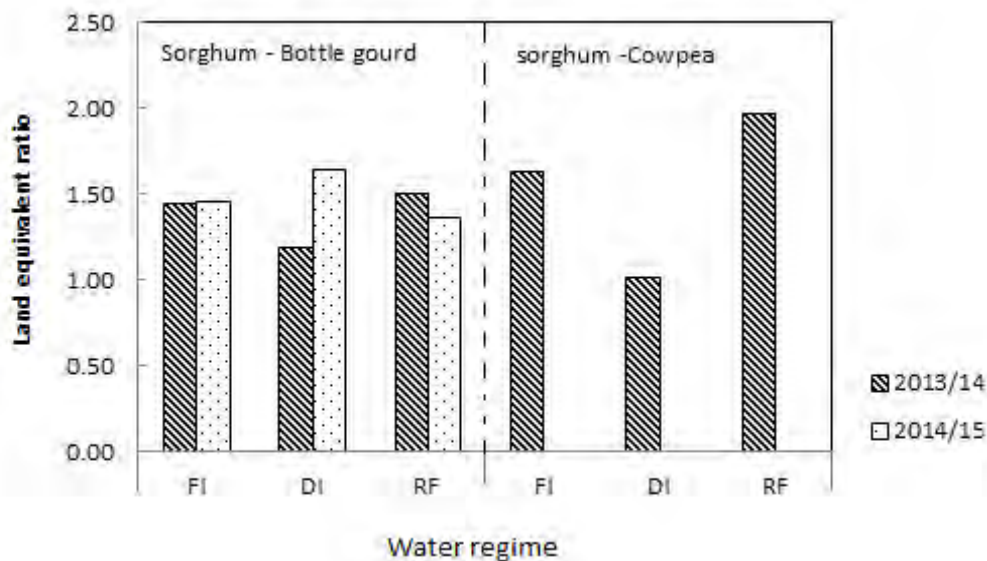 2.50
Sorghum - Bottle gourd
sorghum -Cowpea
2.00
1.50
1.00
0.50
0.00
Land equivalent ratio
FI DI RF FI DI RF
Water regime
2013/14
2014/15